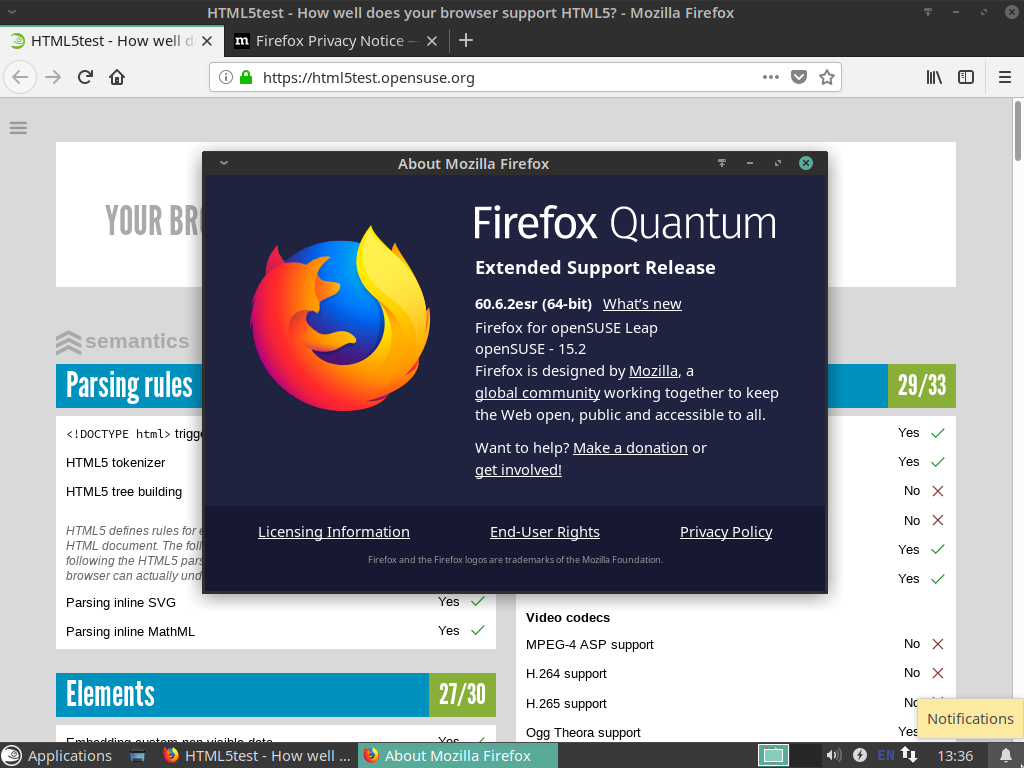 HTML5test - How well does your browser support HTML5? - Mozilla Firefox
HTML5test - How well d
m Firefox Privacy Notice —
https://html5test.opensuse.org
About Mozilla Firefox
YOUR BRO
Firefox Quantum
Extended Support Release
60.6.2esr (64-bit) What's new
Firefox for openSUSE Leap
openSUSE - 15.2
Firefox is designed by Mozilla, a
global community working together to keep
the Web open, public and accessible to all.
Want to help? Make a donation or
get involved!
Licensing Information End-User Rights Privacy Policy
Firefox and the Firefox logos are trademarks of the Mozilla Foundation.
semantics
Parsing rules
<!DOCTYPE html> trigge
HTML5 tokenizer
HTML5 tree building
HTML5 defines rules for e
HTML document. The foll
following the HTML5 pars
browser can actually und
Parsing inline SVG Yes
Parsing inline MathML Yes
Elements 27/30
Embedding custom non-visible data Yes
29/33
Yes
Yes
No
No
Yes
Yes
Video codecs
MPEG-4 ASP support No
H.264 support No
H.265 support No
Ogg Theora support Yes
Notifications
Applications HTML5test - How well ... About Mozilla Firefox EN 13:36